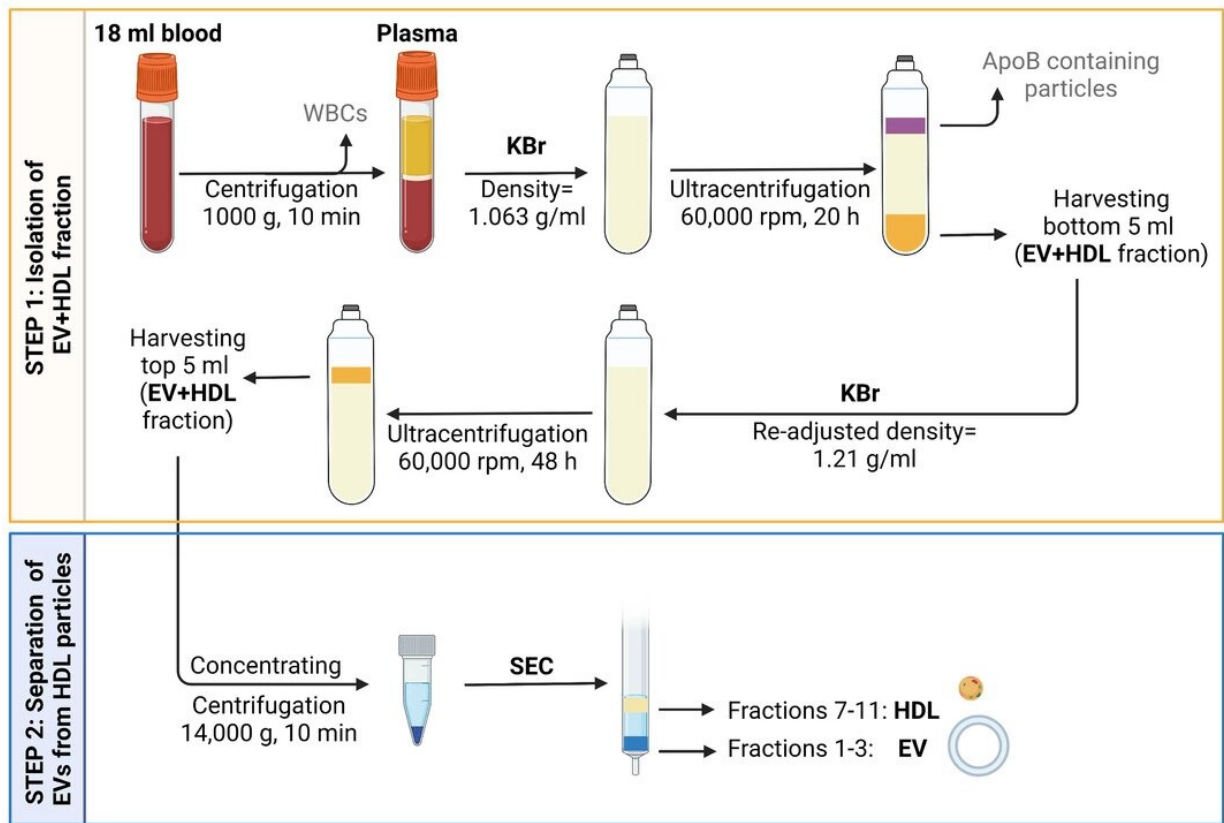 STEP 1: Isolation of
EV+HDL fraction
18 ml blood
WBCs
Centrifugation
1000 g, 10 min
Plasma
KBr
Density=
1.063 g/ml
Ultracentrifugation
60,000 rpm, 20 h
ApoB containing
particles
Harvesting
bottom 5 ml
(EV+HDL fraction)
KBr
Re-adjusted density=
1.21 g/ml
Ultracentrifugation
60,000 rpm, 48 h
Harvesting
top 5 ml
(EV+HDL
fraction)
STEP 2: Separation of
EVs from HDL particles
Concentrating
Centrifugation
14,000 g, 10 min
SEC
Fractions 7-11: HDL
Fractions 1-3: EV